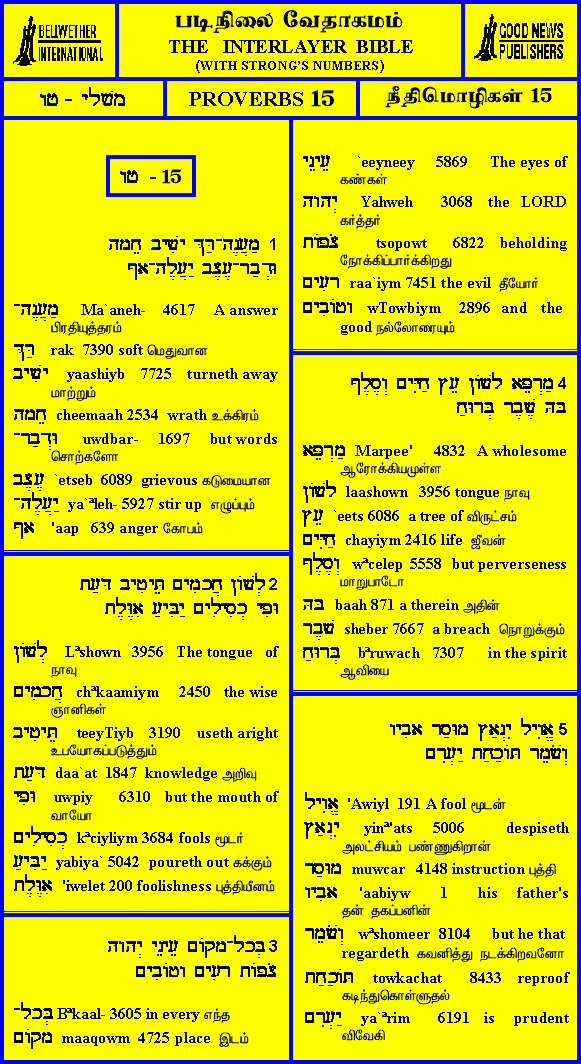 BELLWETHER
INTERNATIONAL
படிநிலை வேதாகமம்
THE INTERLAYER BIBLE
(WITH STRONG'S NUMBERS)
GOOD NEWS
PUBLISHERS
משלי - טו
PROVERBS 15
நீதிமொழிகள் 15
טו - 15
1 מַעֲנֶה־רַּךְ יָשִׁיב חֵמָה
וּדְבַר־עֶצֶב יַעֲלֶה־אָף
מַעֲנֶה־ Ma`aneh- 4617 A answer
பிரதியுத்தரம்
רַּךְ rak 7390 soft மெதுவான
יָשִׁיב yaashiyb 7725 turneth away
மாற்றும்
חֵמָה cheemaah 2534 wrath உக்கிரம்
וּדְבַר־ uwdbar- 1697 but words
சொற்களோ
עֶצֶב `etseb 6089 grievous கடுமையான
יַעֲלֶה־ ya`ªleh- 5927 stir up எழுப்பும்
אָף 'aap 639 anger கோபம்
2 לְשׁוֹן חֲכָמִים תֵּיטִיב דָּעַת
וּפִי כְסִילִים יַבִּיעַ אִוֶּלֶת
לְשׁוֹן Lªshown 3956 The tongue of
நாவு
חֲכָמִים chªkaamiym 2450 the wise
ஞானிகள்
תֵּיטִיב teeyTiyb 3190 useth aright
உபயோகப்படுத்தும்
דָּעַת daa`at 1847 knowledge அறிவு
וּפִי uwpiy 6310 but the mouth of
வாயோ
כְסִילִים kªciyliym 3684 fools மூடர்
יַבִּיעַ yabiya` 5042 poureth out கக்கும்
אִוֶּלֶת 'iwelet 200 foolishness புத்தியீனம்
3 בְּכָל־מָקוֹם עֵינֵי יְהוָה
צֹפוֹת רָעִים וטוֹבִים
בְּכָל־ Bªkaal- 3605 in every எந்த
מָקוֹם maaqowm 4725 place இடம்
עֵינֵי `eeyneey 5869 The eyes of
கண்கள்
יְהוָה Yahweh 3068 the LORD
கர்த்தர்
צֹפוֹת tsopowt 6822 beholding
நோக்கிப்பார்க்கிறது
רָעִים raa`iym 7451 the evil தீயோர்
וטוֹבִים wTowbiym 2896 and the
good நல்லோரையும்
4 מַרְפֵּא לָשׁוֹן עֵץ חַיִּים וְסֶלֶף
בָּהּ שֶׁבֶר בְּרוּחַ
מַרְפֵּא Marpee' 4832 A wholesome
ஆரோக்கியமுள்ள
לָשׁוֹן laashown 3956 tongue நாவு
עֵץ `eets 6086 a tree of விருட்சம்
חַיִּים chayiym 2416 life ஜீவன்
וְסֶלֶף wªcelep 5558 but perverseness
மாறுபாடோ
בָּהּ baah 871 a therein அதின்
שֶׁבֶר sheber 7667 a breach நொறுக்கும்
בְּרוּחַ bªruwach 7307 in the spirit
ஆவியை
5 אֱוִיל יִנְאַץ מוּסַר אָבִיו
וְשֹׁמֵר תּוֹכַחַת יַעְרִם
אֱוִיל 'Awiyl 191 A fool மூடன்
יִנְאַץ yinª'ats 5006 despiseth
அலட்சியம் பண்ணுகிறான்
מוּסַר muwcar 4148 instruction புத்தி
אָבִיו 'aabiyw 1 his father's
தன் தகப்பனின்
וְשֹׁמֵר wªshomeer 8104 but he that
regardeth கவனித்து நடக்கிறவனோ
תּוֹכַחַת towkachat 8433 reproof
கடிந்துகொள்ளுதல்
יַעְרִם ya`ªrim 6191 is prudent
விவேகி